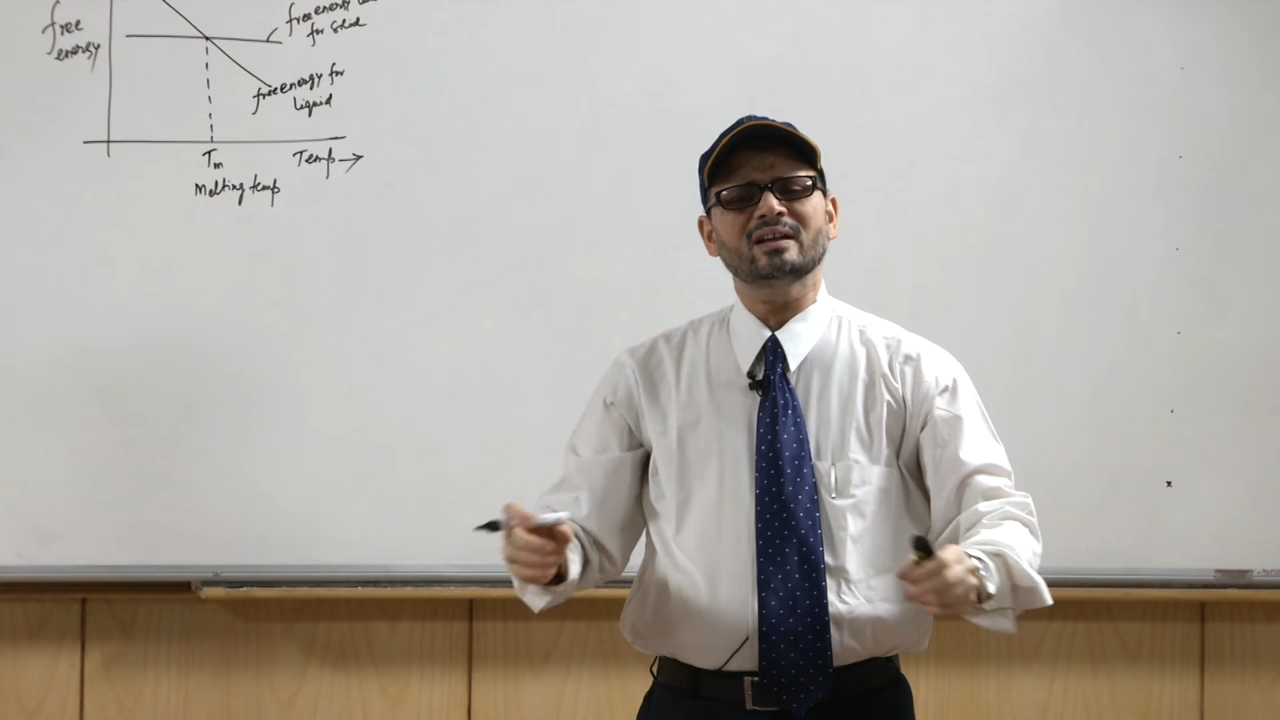 free
energy
free energy
for solid
free energy for
liquid
Tm
Temp →
Melting temp